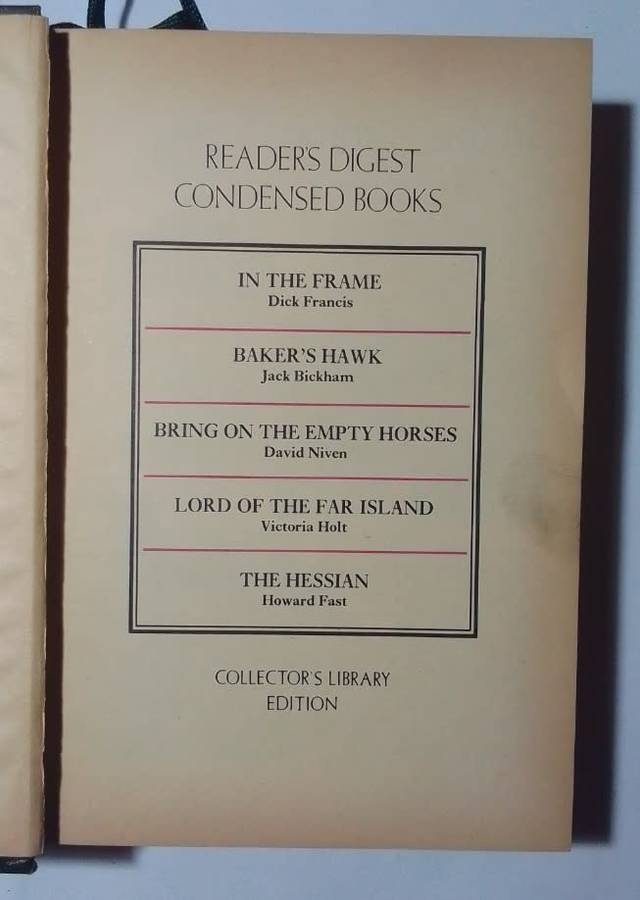 READER'S DIGEST
CONDENSED BOOKS
IN THE FRAME
Dick Francis
BAKER'S HAWK
Jack Bickham
BRING ON THE EMPTY HORSES
David Niven
LORD OF THE FAR ISLAND
Victoria Holt
THE HESSIAN
Howard Fast
COLLECTOR'S LIBRARY
EDITION